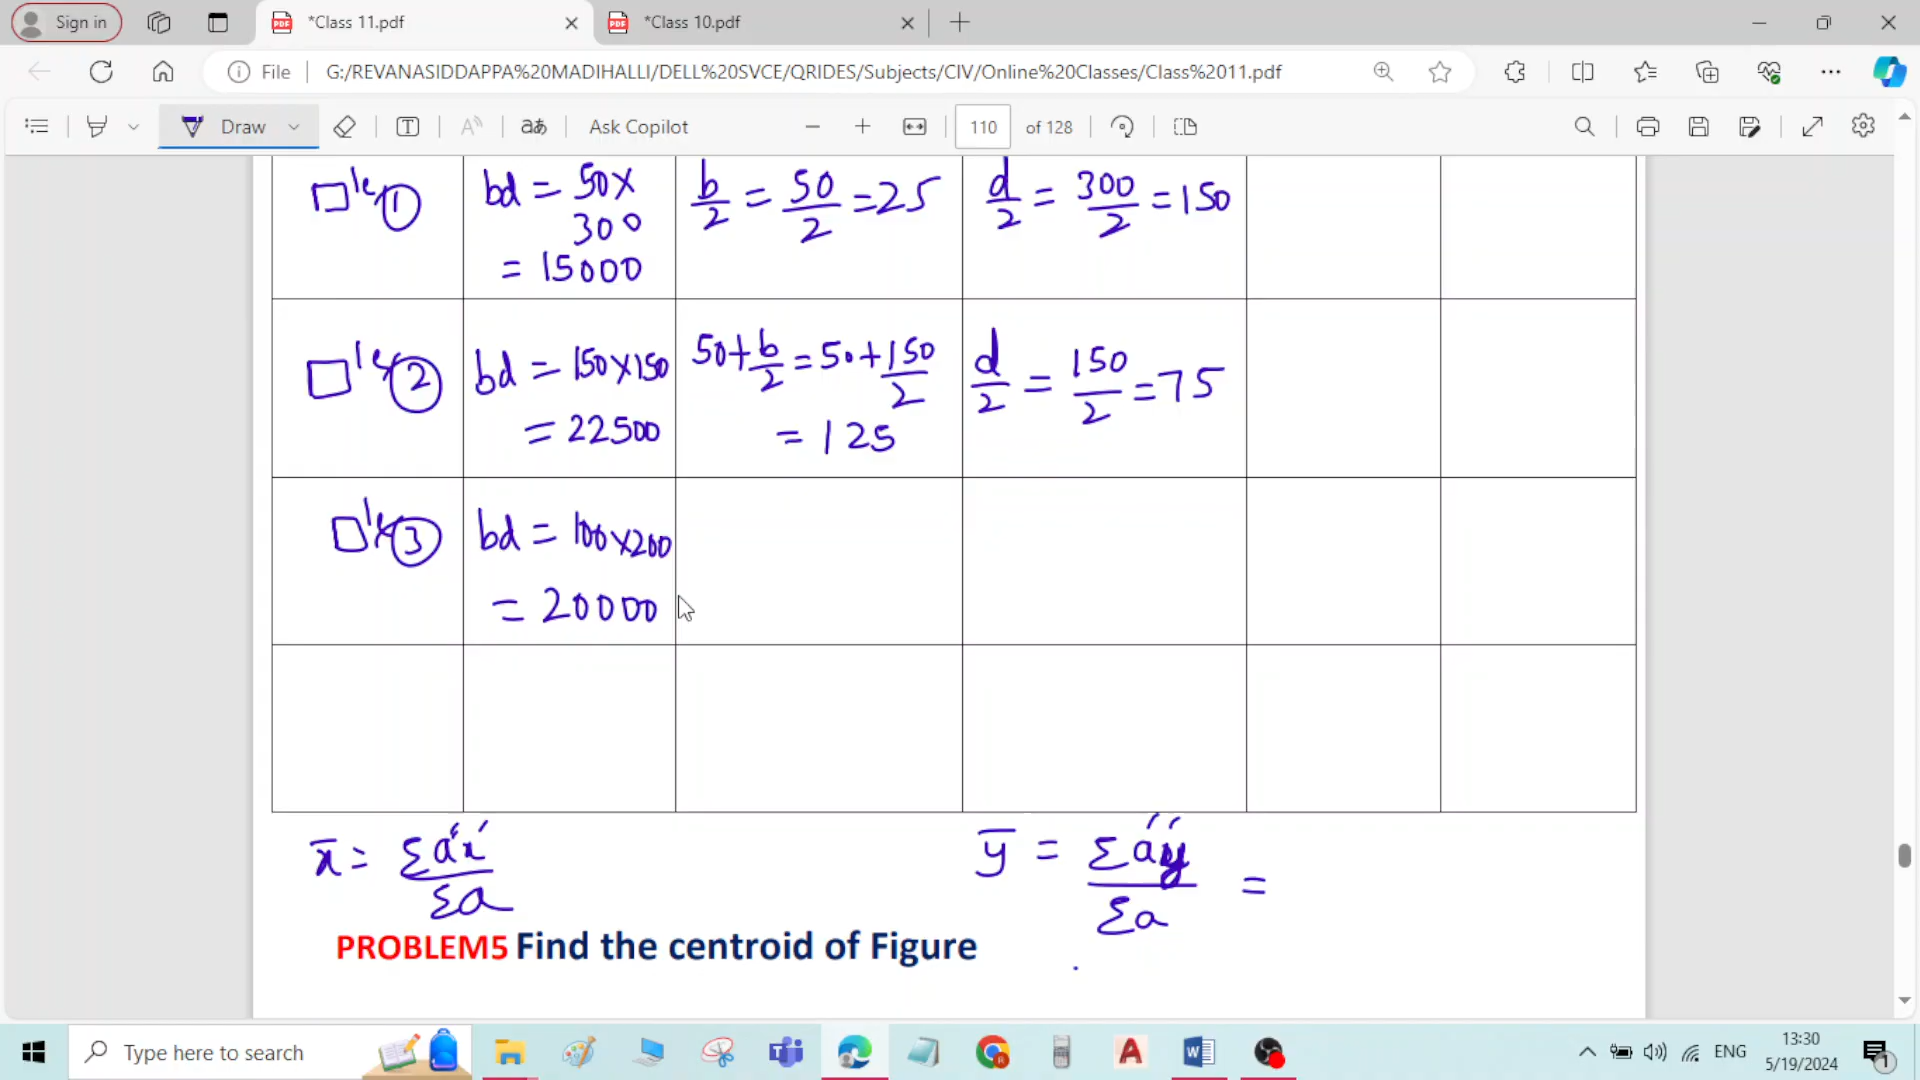 Sign in
*Class 11.pdf
*Class 10.pdf
File
G:/REVANASIDDAPPA%20MADIHALLI/DELL%20SVCE/QRIDES/Subjects/CIV/Online%20Classes/Class%2011.pdf
Draw
Ask Copilot
110 of 128
□le ①
bd = 50×
300
= 15000
b/2 = 50/2 = 25
d/2 = 300/2 = 150
□le ②
bd = 150×150
= 22500
50+b/2 = 50+150/2
= 125
d/2 = 150/2 = 75
□le ③
bd = 100×200
= 20000
x̄ = Σa'x'/Σa
ȳ = Σa'y'/Σa =
PROBLEM5 Find the centroid of Figure
Type here to search
ENG
13:30
5/19/2024
1